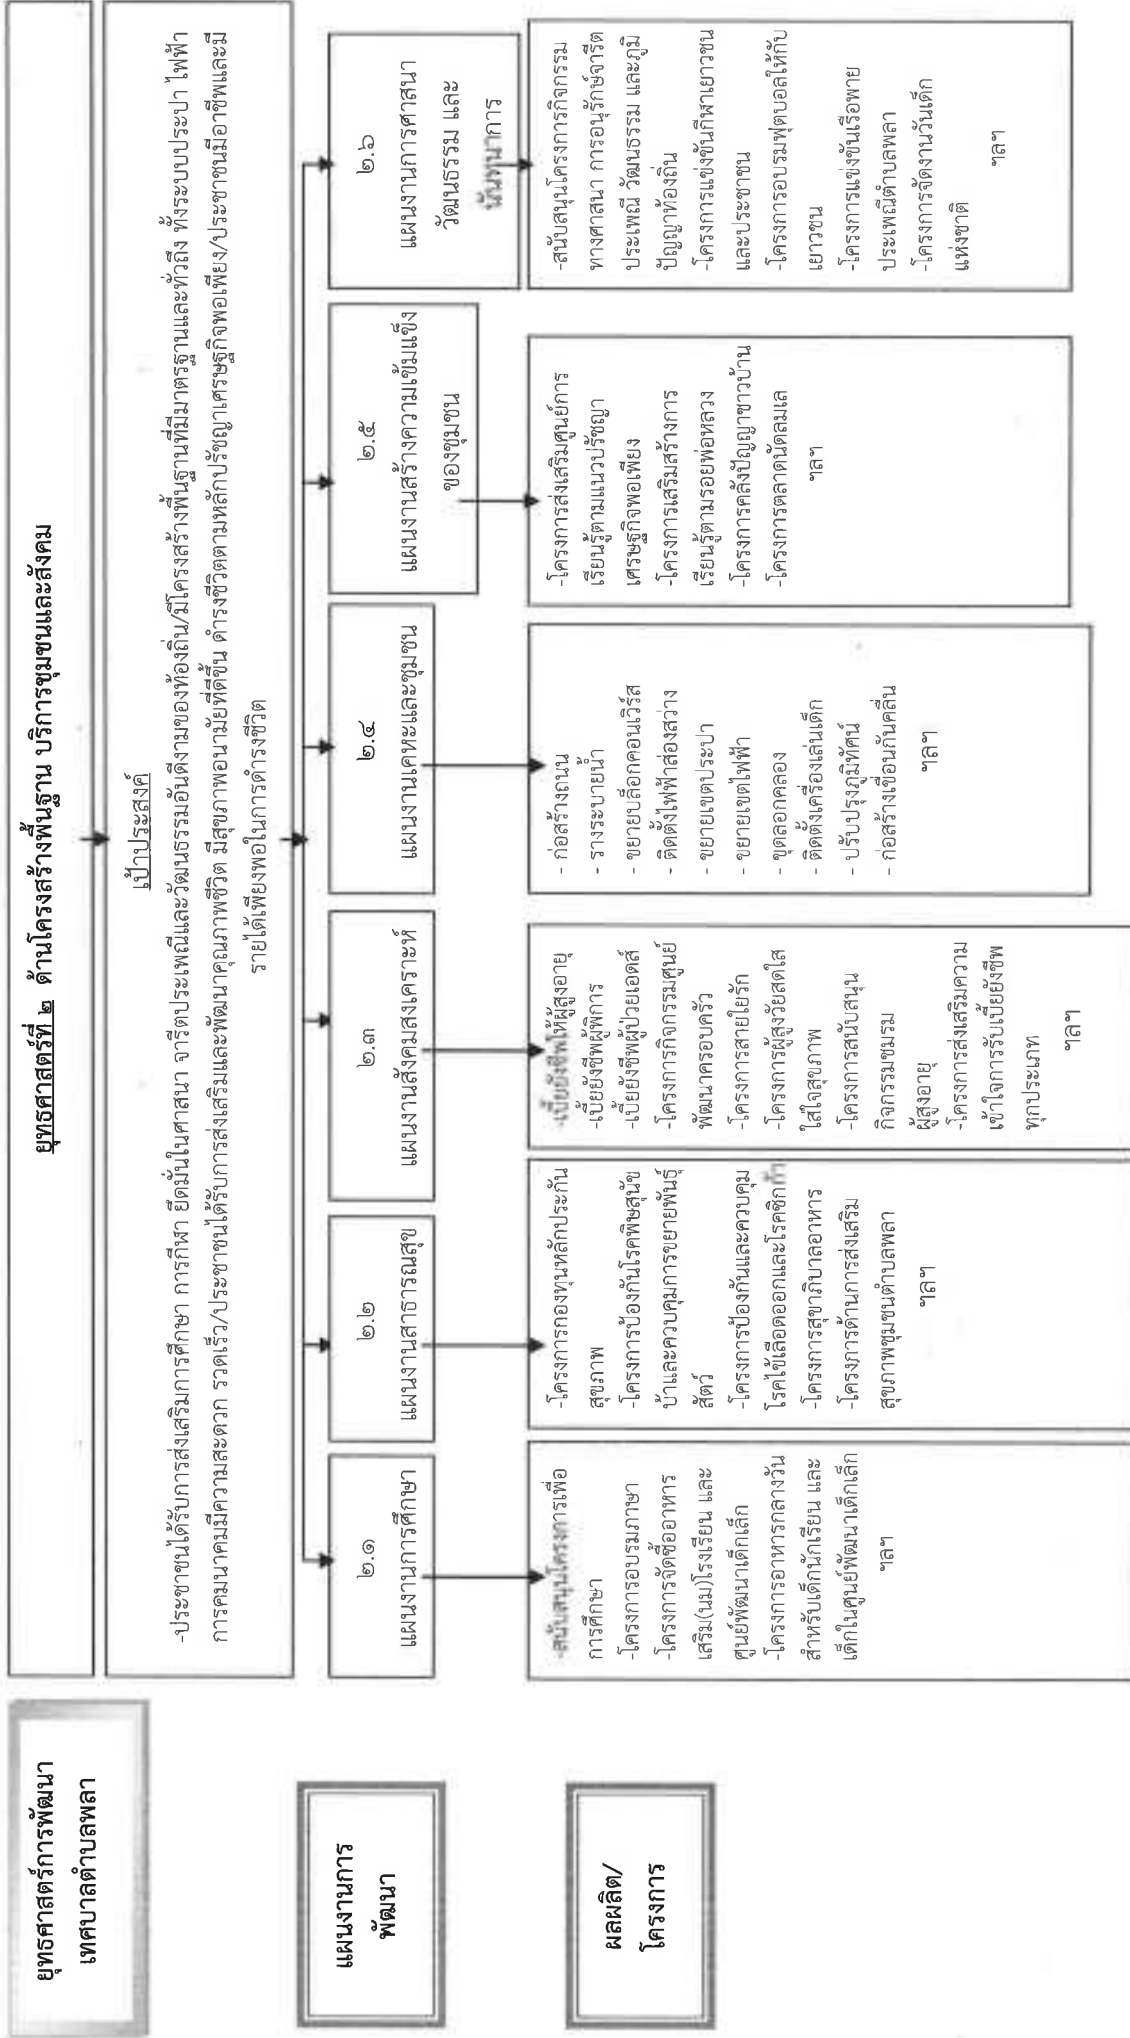 ยุทธศาสตร์การพัฒนา
เทศบาลตำบลพลา
ยุทธศาสตร์ที่ ๒ ด้านโครงสร้างพื้นฐาน บริการชุมชนและสังคม
เป้าประสงค์
-ประชาชนได้รับการส่งเสริมการศึกษา การกีฬา ยึดมั่นในศาสนา จารีตประเพณีและวัฒนธรรมอันดีงามของท้องถิ่น/มีโครงสร้างพื้นฐานที่มีมาตรฐานและทั่วถึง ทั้งระบบประปา ไฟฟ้า
การคมนาคมมีความสะดวก รวดเร็ว/ประชาชนได้รับการส่งเสริมและพัฒนาคุณภาพชีวิต มีสุขภาพอนามัยที่ดีขึ้น ดำรงชีวิตตามหลักปรัชญาเศรษฐกิจพอเพียง/ประชาชนมีอาชีพและมี
รายได้เพียงพอในการดำรงชีวิต
แผนงานการ
พัฒนา
๒.๑
แผนงานการศึกษา
๒.๒
แผนงานสาธารณสุข
๒.๓
แผนงานสังคมสงเคราะห์
๒.๔
แผนงานเคหะและชุมชน
๒.๕
แผนงานสร้างความเข้มแข็ง
ของชุมชน
๒.๖
แผนงานการศาสนา
วัฒนธรรม และ
นันทนาการ
ผลผลิต/
โครงการ
-สนับสนุนโครงการเพื่อ
การศึกษา
-โครงการอบรมภาษา
-โครงการจัดซื้ออาหาร
เสริม(นม)โรงเรียน และ
ศูนย์พัฒนาเด็กเล็ก
-โครงการอาหารกลางวัน
สำหรับเด็กนักเรียน และ
เด็กในศูนย์พัฒนาเด็กเล็ก
ฯลฯ
-โครงการกองทุนหลักประกัน
สุขภาพ
-โครงการป้องกันโรคพิษสุนัข
บ้าและควบคุมการขยายพันธุ์
สัตว์
-โครงการป้องกันและควบคุม
โรคไข้เลือดออกและโรคชิกก้า
-โครงการสุขาภิบาลอาหาร
-โครงการด้านการส่งเสริม
สุขภาพชุมชนตำบลพลา
ฯลฯ
-เบี้ยยังชีพให้ผู้สูงอายุ
-เบี้ยยังชีพผู้พิการ
-เบี้ยยังชีพผู้ป่วยเอดส์
-โครงการกิจกรรมศูนย์
พัฒนาครอบครัว
-โครงการสายใยรัก
-โครงการผู้สูงวัยสดใส
ใส่ใจสุขภาพ
-โครงการสนับสนุน
กิจกรรมชมรม
ผู้สูงอายุ
-โครงการส่งเสริมความ
เข้าใจการรับเบี้ยยังชีพ
ทุกประเภท
ฯลฯ
- ก่อสร้างถนน
- รางระบายน้ำ
- ขยายบล็อกคอนเวิร์ส
- ติดตั้งไฟฟ้าส่องสว่าง
- ขยายเขตประปา
- ขยายเขตไฟฟ้า
- ขุดลอกคลอง
- ติดตั้งเครื่องเล่นเด็ก
- ปรับปรุงภูมิทัศน์
- ก่อสร้างเขื่อนกันคลื่น
ฯลฯ
-โครงการส่งเสริมศูนย์การ
เรียนรู้ตามแนวปรัชญา
เศรษฐกิจพอเพียง
-โครงการเสริมสร้างการ
เรียนรู้ตามรอยพ่อหลวง
-โครงการคลังปัญญาชาวบ้าน
-โครงการตลาดนัดลมเล
ฯลฯ
-สนับสนุนโครงการกิจกรรม
ทางศาสนา การอนุรักษ์จารีต
ประเพณี วัฒนธรรม และภูมิ
ปัญญาท้องถิ่น
-โครงการแข่งขันกีฬาเยาวชน
และประชาชน
-โครงการอบรมฟุตบอลให้กับ
เยาวชน
-โครงการแข่งขันเรือพาย
ประเพณีตำบลพลา
-โครงการจัดงานวันเด็ก
แห่งชาติ
ฯลฯ